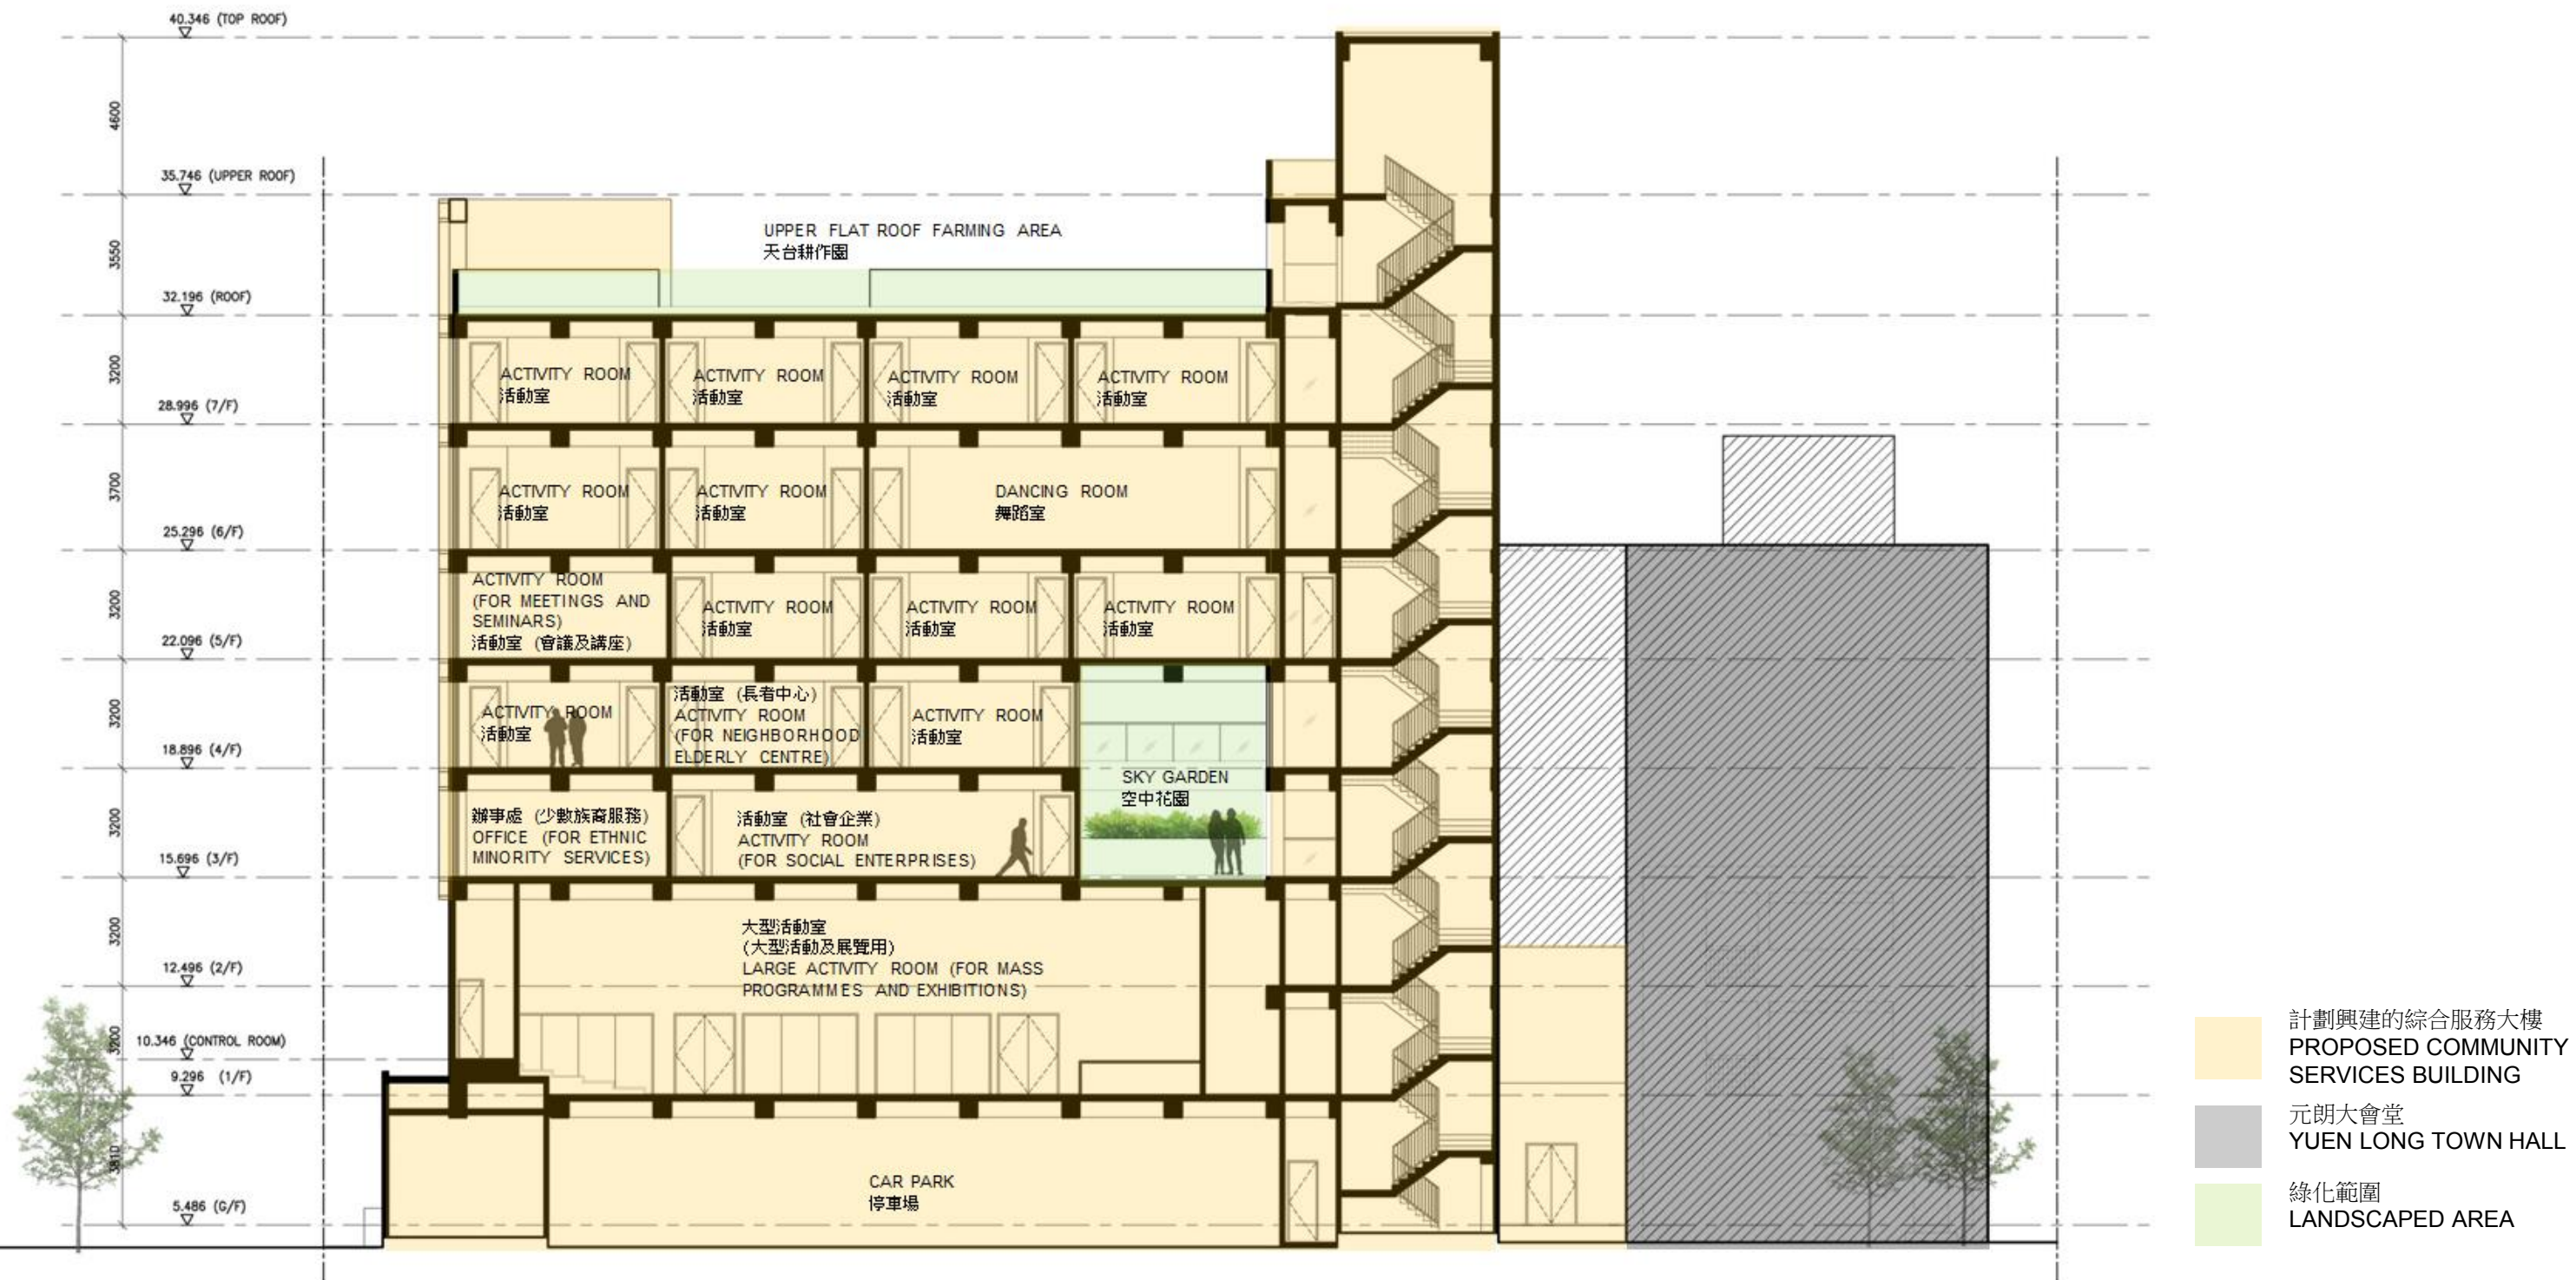 40.346 (TOP ROOF)
4600
35.746 (UPPER ROOF)
3550
UPPER FLAT ROOF FARMING AREA
天台耕作園
32.196 (ROOF)
3200
ACTIVITY ROOM
活動室
ACTIVITY ROOM
活動室
ACTIVITY ROOM
活動室
ACTIVITY ROOM
活動室
28.996 (7/F)
3700
ACTIVITY ROOM
活動室
ACTIVITY ROOM
活動室
DANCING ROOM
舞蹈室
25.296 (6/F)
3200
ACTIVITY ROOM
(FOR MEETINGS AND
SEMINARS)
活動室 (會議及講座)
ACTIVITY ROOM
活動室
ACTIVITY ROOM
活動室
ACTIVITY ROOM
活動室
22.096 (5/F)
3200
ACTIVITY ROOM
活動室
活動室 (長者中心)
ACTIVITY ROOM
(FOR NEIGHBORHOOD
ELDERLY CENTRE)
ACTIVITY ROOM
活動室
18.896 (4/F)
3200
辦事處 (少數族裔服務)
OFFICE (FOR ETHNIC
MINORITY SERVICES)
活動室 (社會企業)
ACTIVITY ROOM
(FOR SOCIAL ENTERPRISES)
SKY GARDEN
空中花園
15.696 (3/F)
3200
大型活動室
(大型活動及展覽用)
LARGE ACTIVITY ROOM (FOR MASS
PROGRAMMES AND EXHIBITIONS)
12.496 (2/F)
3200
10.346 (CONTROL ROOM)
9.296 (1/F)
3810
CAR PARK
停車場
5.486 (G/F)
計劃興建的綜合服務大樓
PROPOSED COMMUNITY
SERVICES BUILDING
元朗大會堂
YUEN LONG TOWN HALL
綠化範圍
LANDSCAPED AREA